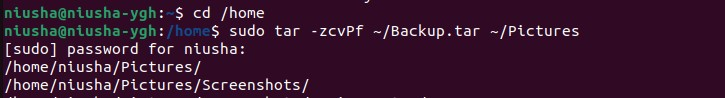 niusha@niusha-ygh:~$ cd /home
niusha@niusha-ygh:/home$ sudo tar -zcvPf ~/Backup.tar ~/Pictures
[sudo] password for niusha:
/home/niusha/Pictures/
/home/niusha/Pictures/Screenshots/